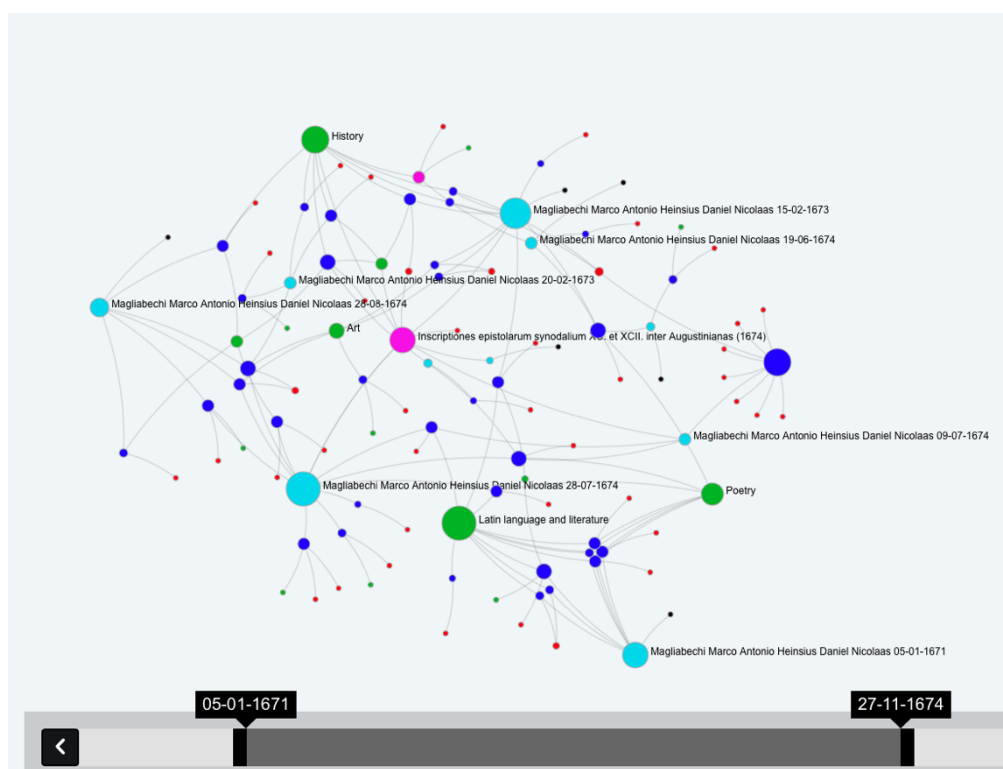 History
Magliabechi Marco Antonio Heinsius Daniel Nicolaas 15-02-1673
Magliabechi Marco Antonio Heinsius Daniel Nicolaas 19-06-1674
Magliabechi Marco Antonio Heinsius Daniel Nicolaas 20-02-1673
Magliabechi Marco Antonio Heinsius Daniel Nicolaas 28-08-1674
Art
Inscriptiones epistolarum synodalium et XCII. inter Augustinianas (1674)
Magliabechi Marco Antonio Heinsius Daniel Nicolaas 09-07-1674
Magliabechi Marco Antonio Heinsius Daniel Nicolaas 28-07-1674
Poetry
Latin language and literature
Magliabechi Marco Antonio Heinsius Daniel Nicolaas 05-01-1671
05-01-1671
27-11-1674